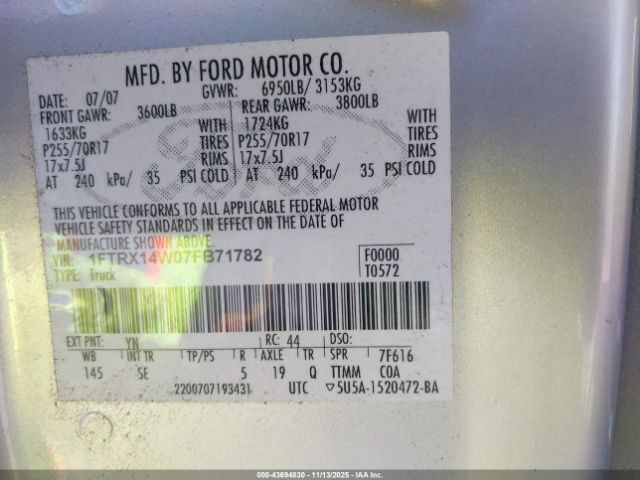 MFD. BY FORD MOTOR CO.
DATE: 07/07 GVWR: 6950LB/ 3153KG
FRONT GAWR: 3600LB REAR GAWR: 3800LB
1633KG WITH 1724KG WITH
P255/70R17 TIRES P255/70R17 TIRES
17x7.5J RIMS 17x7.5J RIMS
AT 240 kPa/ 35 PSI COLD AT 240 kPa/ 35 PSI COLD
THIS VEHICLE CONFORMS TO ALL APPLICABLE FEDERAL MOTOR
VEHICLE SAFETY STANDARDS IN EFFECT ON THE DATE OF
MANUFACTURE SHOWN ABOVE.
VIN: 1FTRX14W07FB71782 F0000
TYPE: Truck T0572
EXT PNT: YN RC: 44 DSO:
WB INT TR TP/PS R AXLE TR SPR 7F616
145 SE 5 19 Q TTMM COA
2200707193431 UTC ▽5U5A-1520472-BA
000-43694830 | 11/13/2025 - IAAI.COM